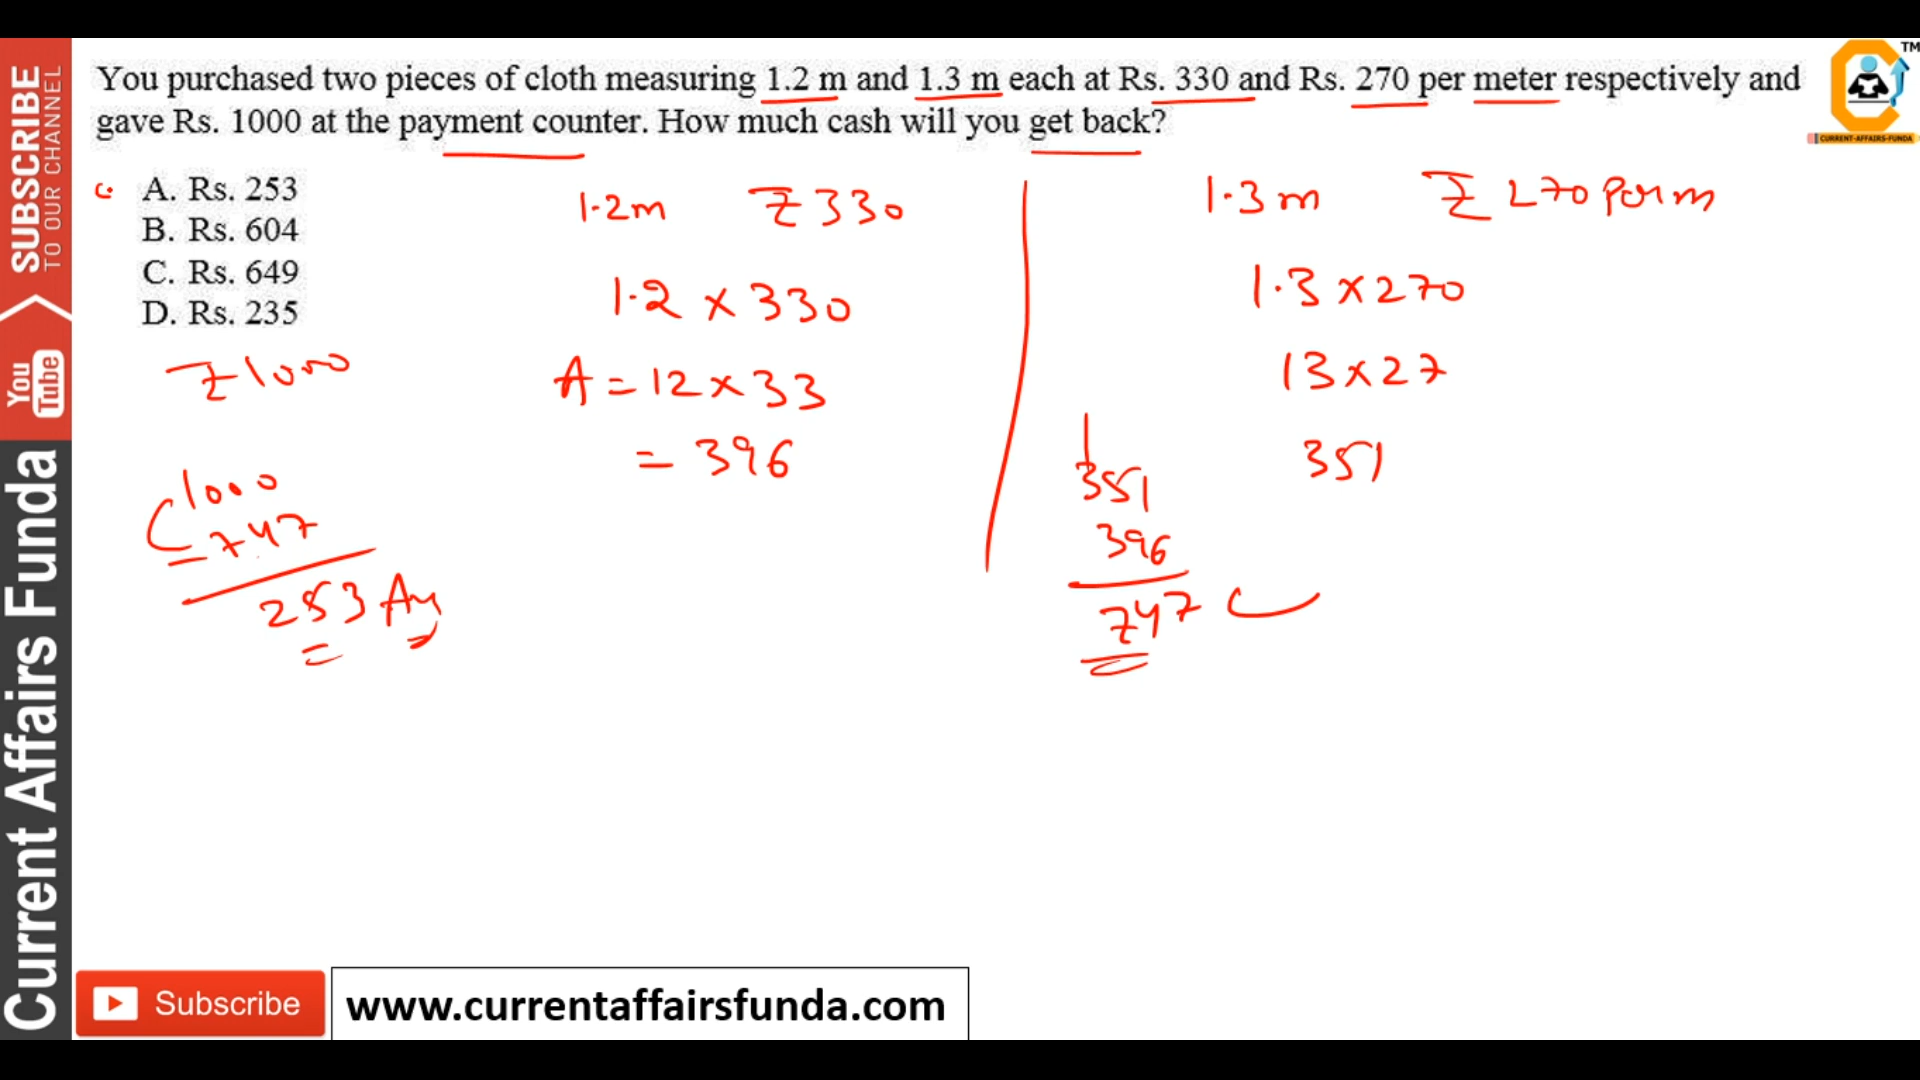 You purchased two pieces of cloth measuring 1.2 m and 1.3 m each at Rs. 330 and Rs. 270 per meter respectively and
gave Rs. 1000 at the payment counter. How much cash will you get back?
A. Rs. 253
B. Rs. 604
C. Rs. 649
D. Rs. 235
₹1000
1000
-747
253 Ans
1.2m ₹330
1.2 × 330
A = 12 × 33
= 396
1.3 m ₹ 270 per m
1.3 × 270
13 × 27
351
351
396
747
SUBSCRIBE
TO OUR CHANNEL
You
Tube
Current Affairs Funda
TM
CURRENT-AFFAIRS-FUNDA
Subscribe
www.currentaffairsfunda.com